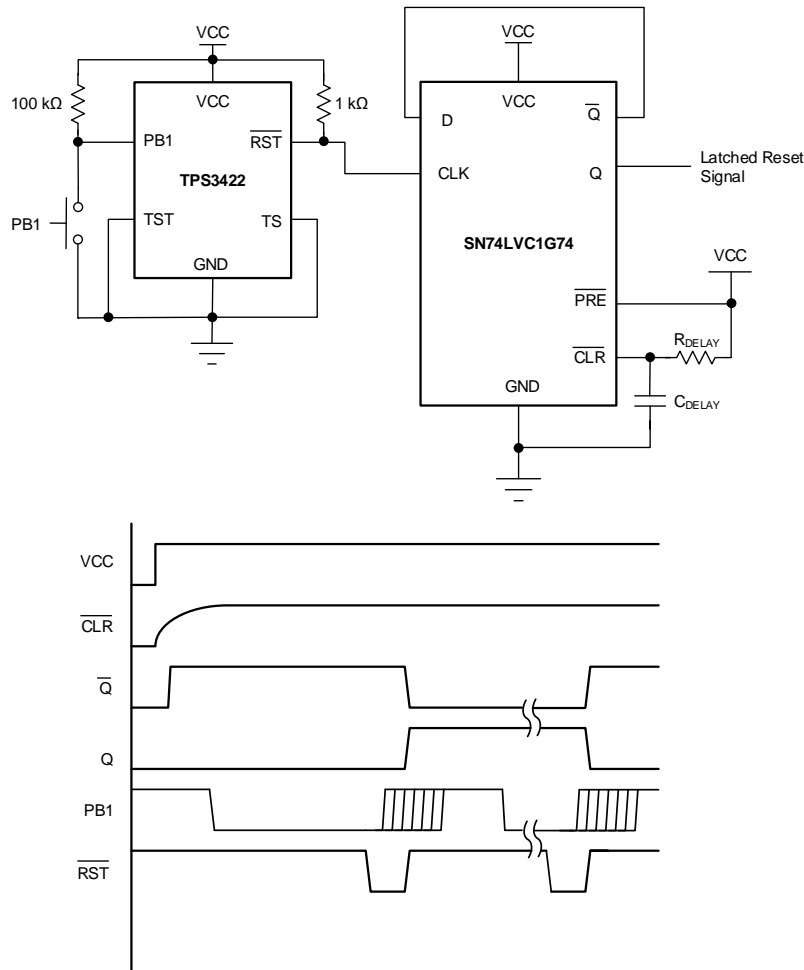 VCC
100 kΩ
VCC
1 kΩ
PB1
RST
TPS3422
PB1
TST
TS
GND
VCC
VCC
D
Q
CLK
Q
Latched Reset
Signal
SN74LVC1G74
VCC
PRE
RDELAY
CLR
CDELAY
GND
VCC
CLR
Q
Q
PB1
RST